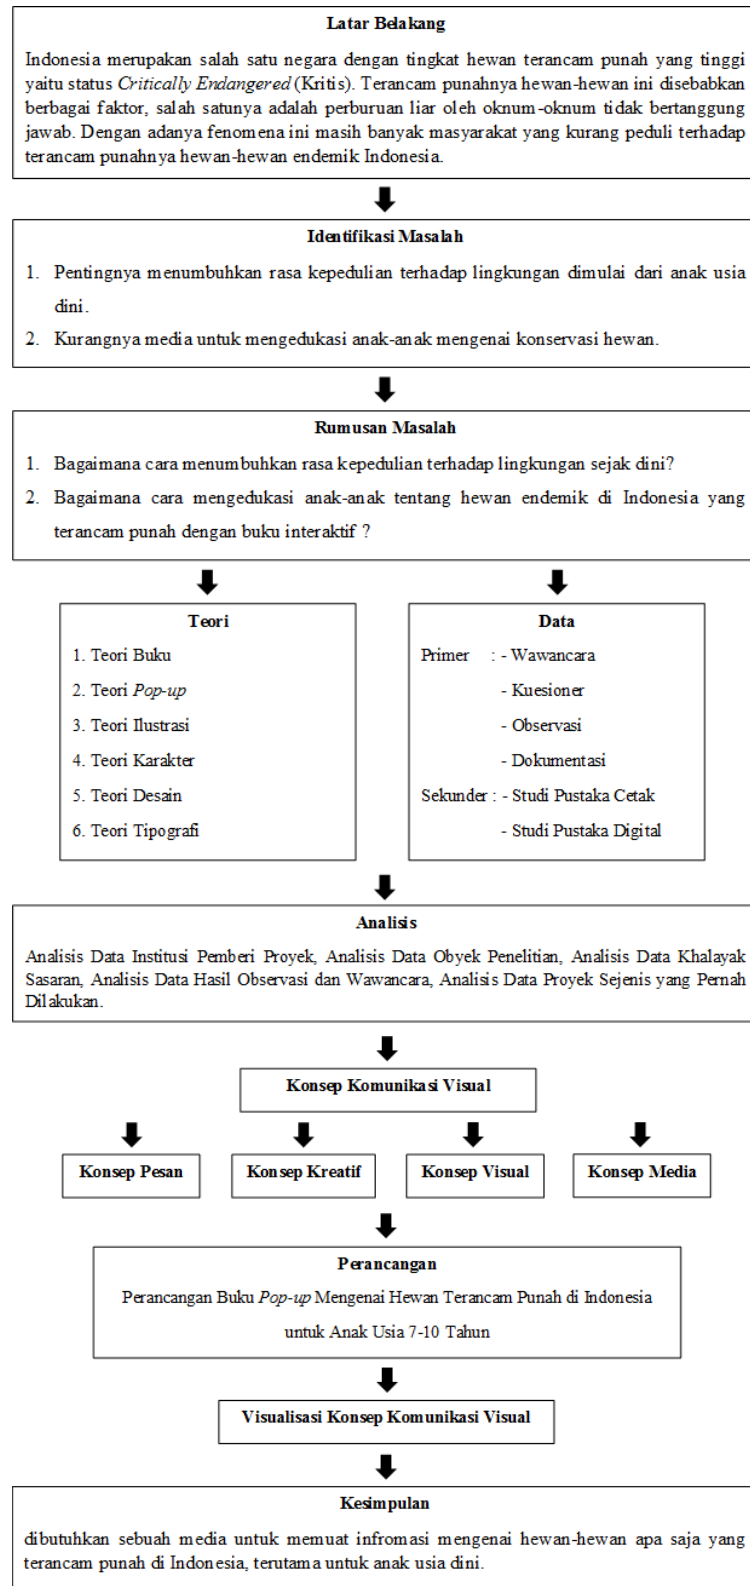 Latar Belakang
Indonesia merupakan salah satu negara dengan tingkat hewan terancam punah yang tinggi
yaitu status Critically Endangered (Kritis). Terancam punahnya hewan-hewan ini disebabkan
berbagai faktor, salah satunya adalah perburuan liar oleh oknum-oknum tidak bertanggung
jawab. Dengan adanya fenomena ini masih banyak masyarakat yang kurang peduli terhadap
terancam punahnya hewan-hewan endemik Indonesia.
Identifikasi Masalah
1. Pentingnya menumbuhkan rasa kepedulian terhadap lingkungan dimulai dari anak usia
dini.
2. Kurangnya media untuk mengedukasi anak-anak mengenai konservasi hewan.
Rumusan Masalah
1. Bagaimana cara menumbuhkan rasa kepedulian terhadap lingkungan sejak dini?
2. Bagaimana cara mengedukasi anak-anak tentang hewan endemik di Indonesia yang
terancam punah dengan buku interaktif ?
Teori
1. Teori Buku
2. Teori Pop-up
3. Teori Ilustrasi
4. Teori Karakter
5. Teori Desain
6. Teori Tipografi
Data
Primer : - Wawancara
- Kuesioner
- Observasi
- Dokumentasi
Sekunder : - Studi Pustaka Cetak
- Studi Pustaka Digital
Analisis
Analisis Data Institusi Pemberi Proyek, Analisis Data Obyek Penelitian, Analisis Data Khalayak
Sasaran, Analisis Data Hasil Observasi dan Wawancara, Analisis Data Proyek Sejenis yang Pernah
Dilakukan.
Konsep Komunikasi Visual
Konsep Pesan
Konsep Kreatif
Konsep Visual
Konsep Media
Perancangan
Perancangan Buku Pop-up Mengenai Hewan Terancam Punah di Indonesia
untuk Anak Usia 7-10 Tahun
Visualisasi Konsep Komunikasi Visual
Kesimpulan
dibutuhkan sebuah media untuk memuat infromasi mengenai hewan-hewan apa saja yang
terancam punah di Indonesia, terutama untuk anak usia dini.